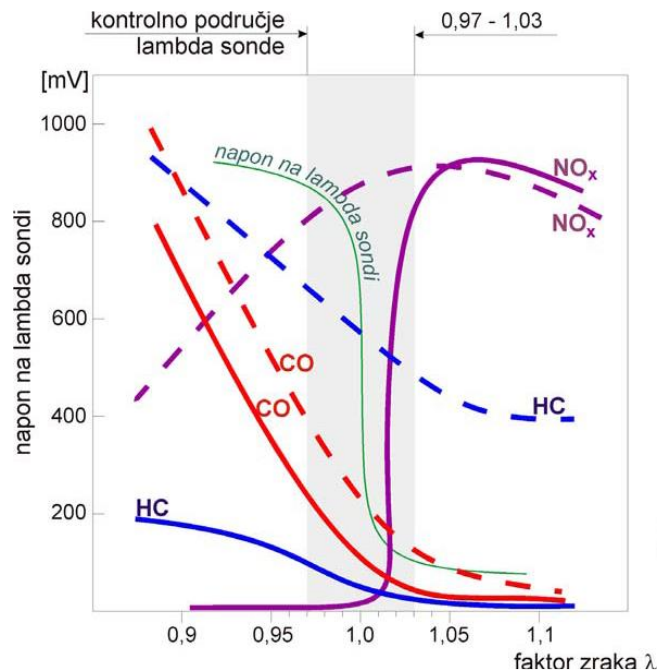 kontrolno područje
lambda sonde
0,97 - 1,03
[mV]
1000
800
600
400
200
napon na lambda sondi
napon na lambda sondi
NOx
NOx
CO
CO
HC
HC
0,9
0,95
1,0
1,05
1,1
faktor zraka λ